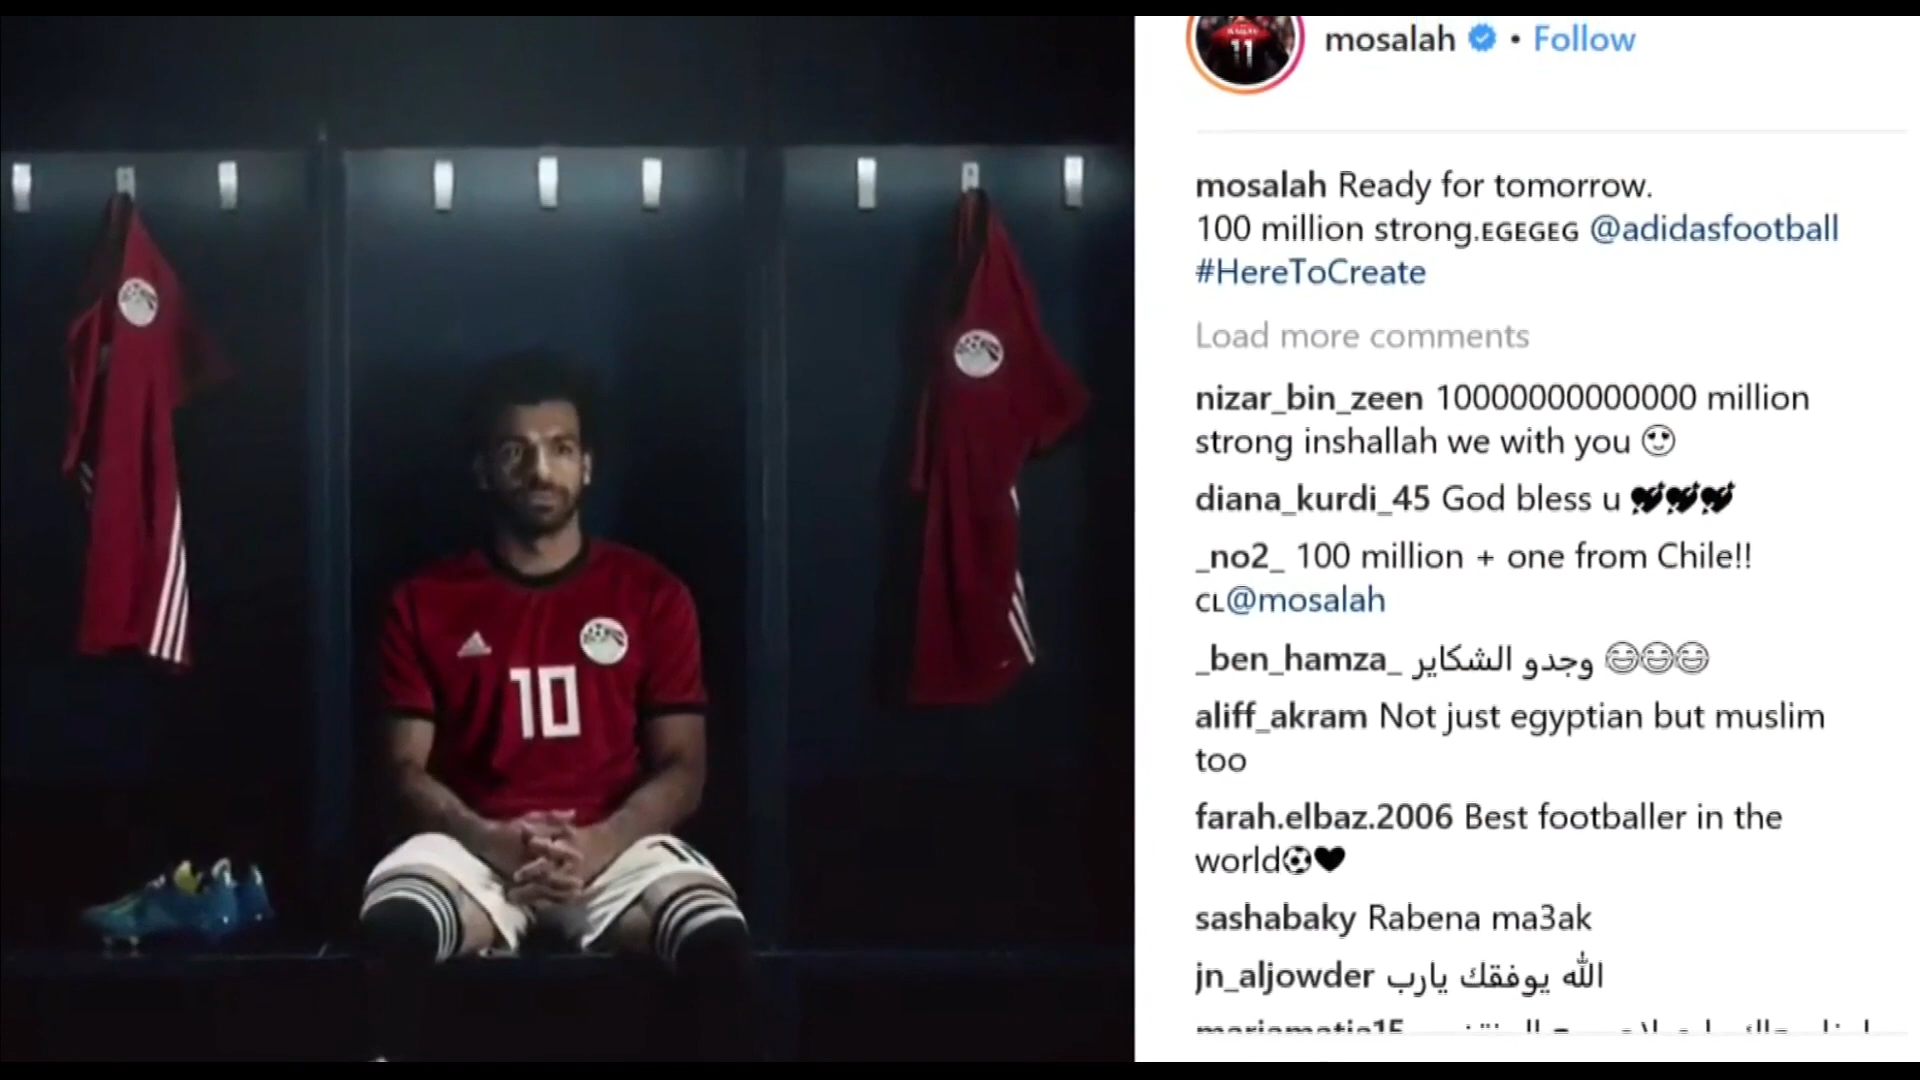 11
mosalah • Follow
mosalah Ready for tomorrow.
100 million strong.EGEGEG @adidasfootball
#HereToCreate
Load more comments
nizar_bin_zeen 10000000000000 million
strong inshallah we with you
diana_kurdi_45 God bless u
_no2_ 100 million + one from Chile!!
CL@mosalah
_ben_hamza_ وجدو الشكاير
aliff_akram Not just egyptian but muslim
too
farah.elbaz.2006 Best footballer in the
world
sashabaky Rabena ma3ak
jn_aljowder الله يوفقك يارب
10